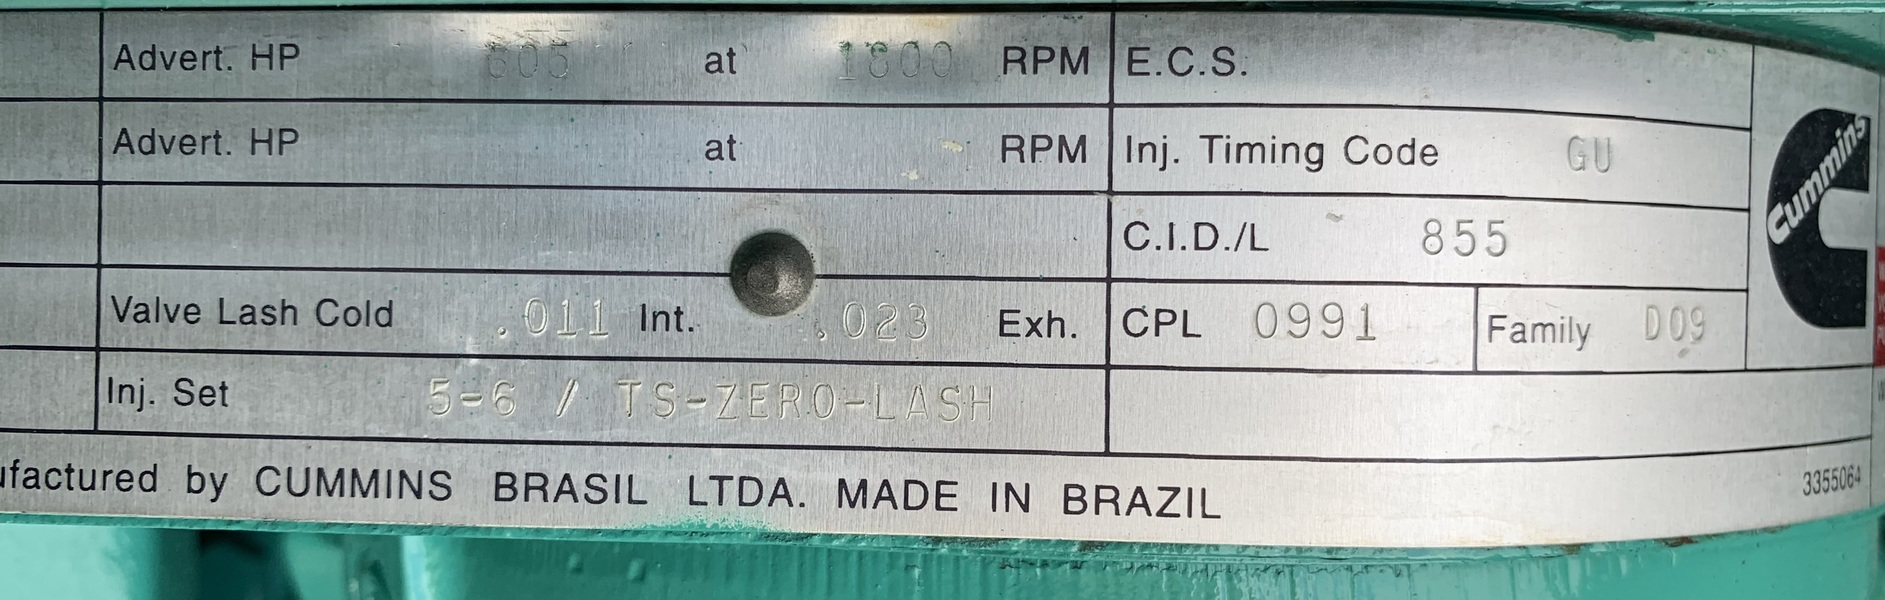 Advert. HP 605 at 1800 RPM E.C.S.
Advert. HP at RPM Inj. Timing Code GU
C.I.D./L 855
Valve Lash Cold .011 Int. .023 Exh. CPL 0991 Family D09
Inj. Set 5-6 / TS-ZERO-LASH
ufactured by CUMMINS BRASIL LTDA. MADE IN BRAZIL
3355064
Cummins